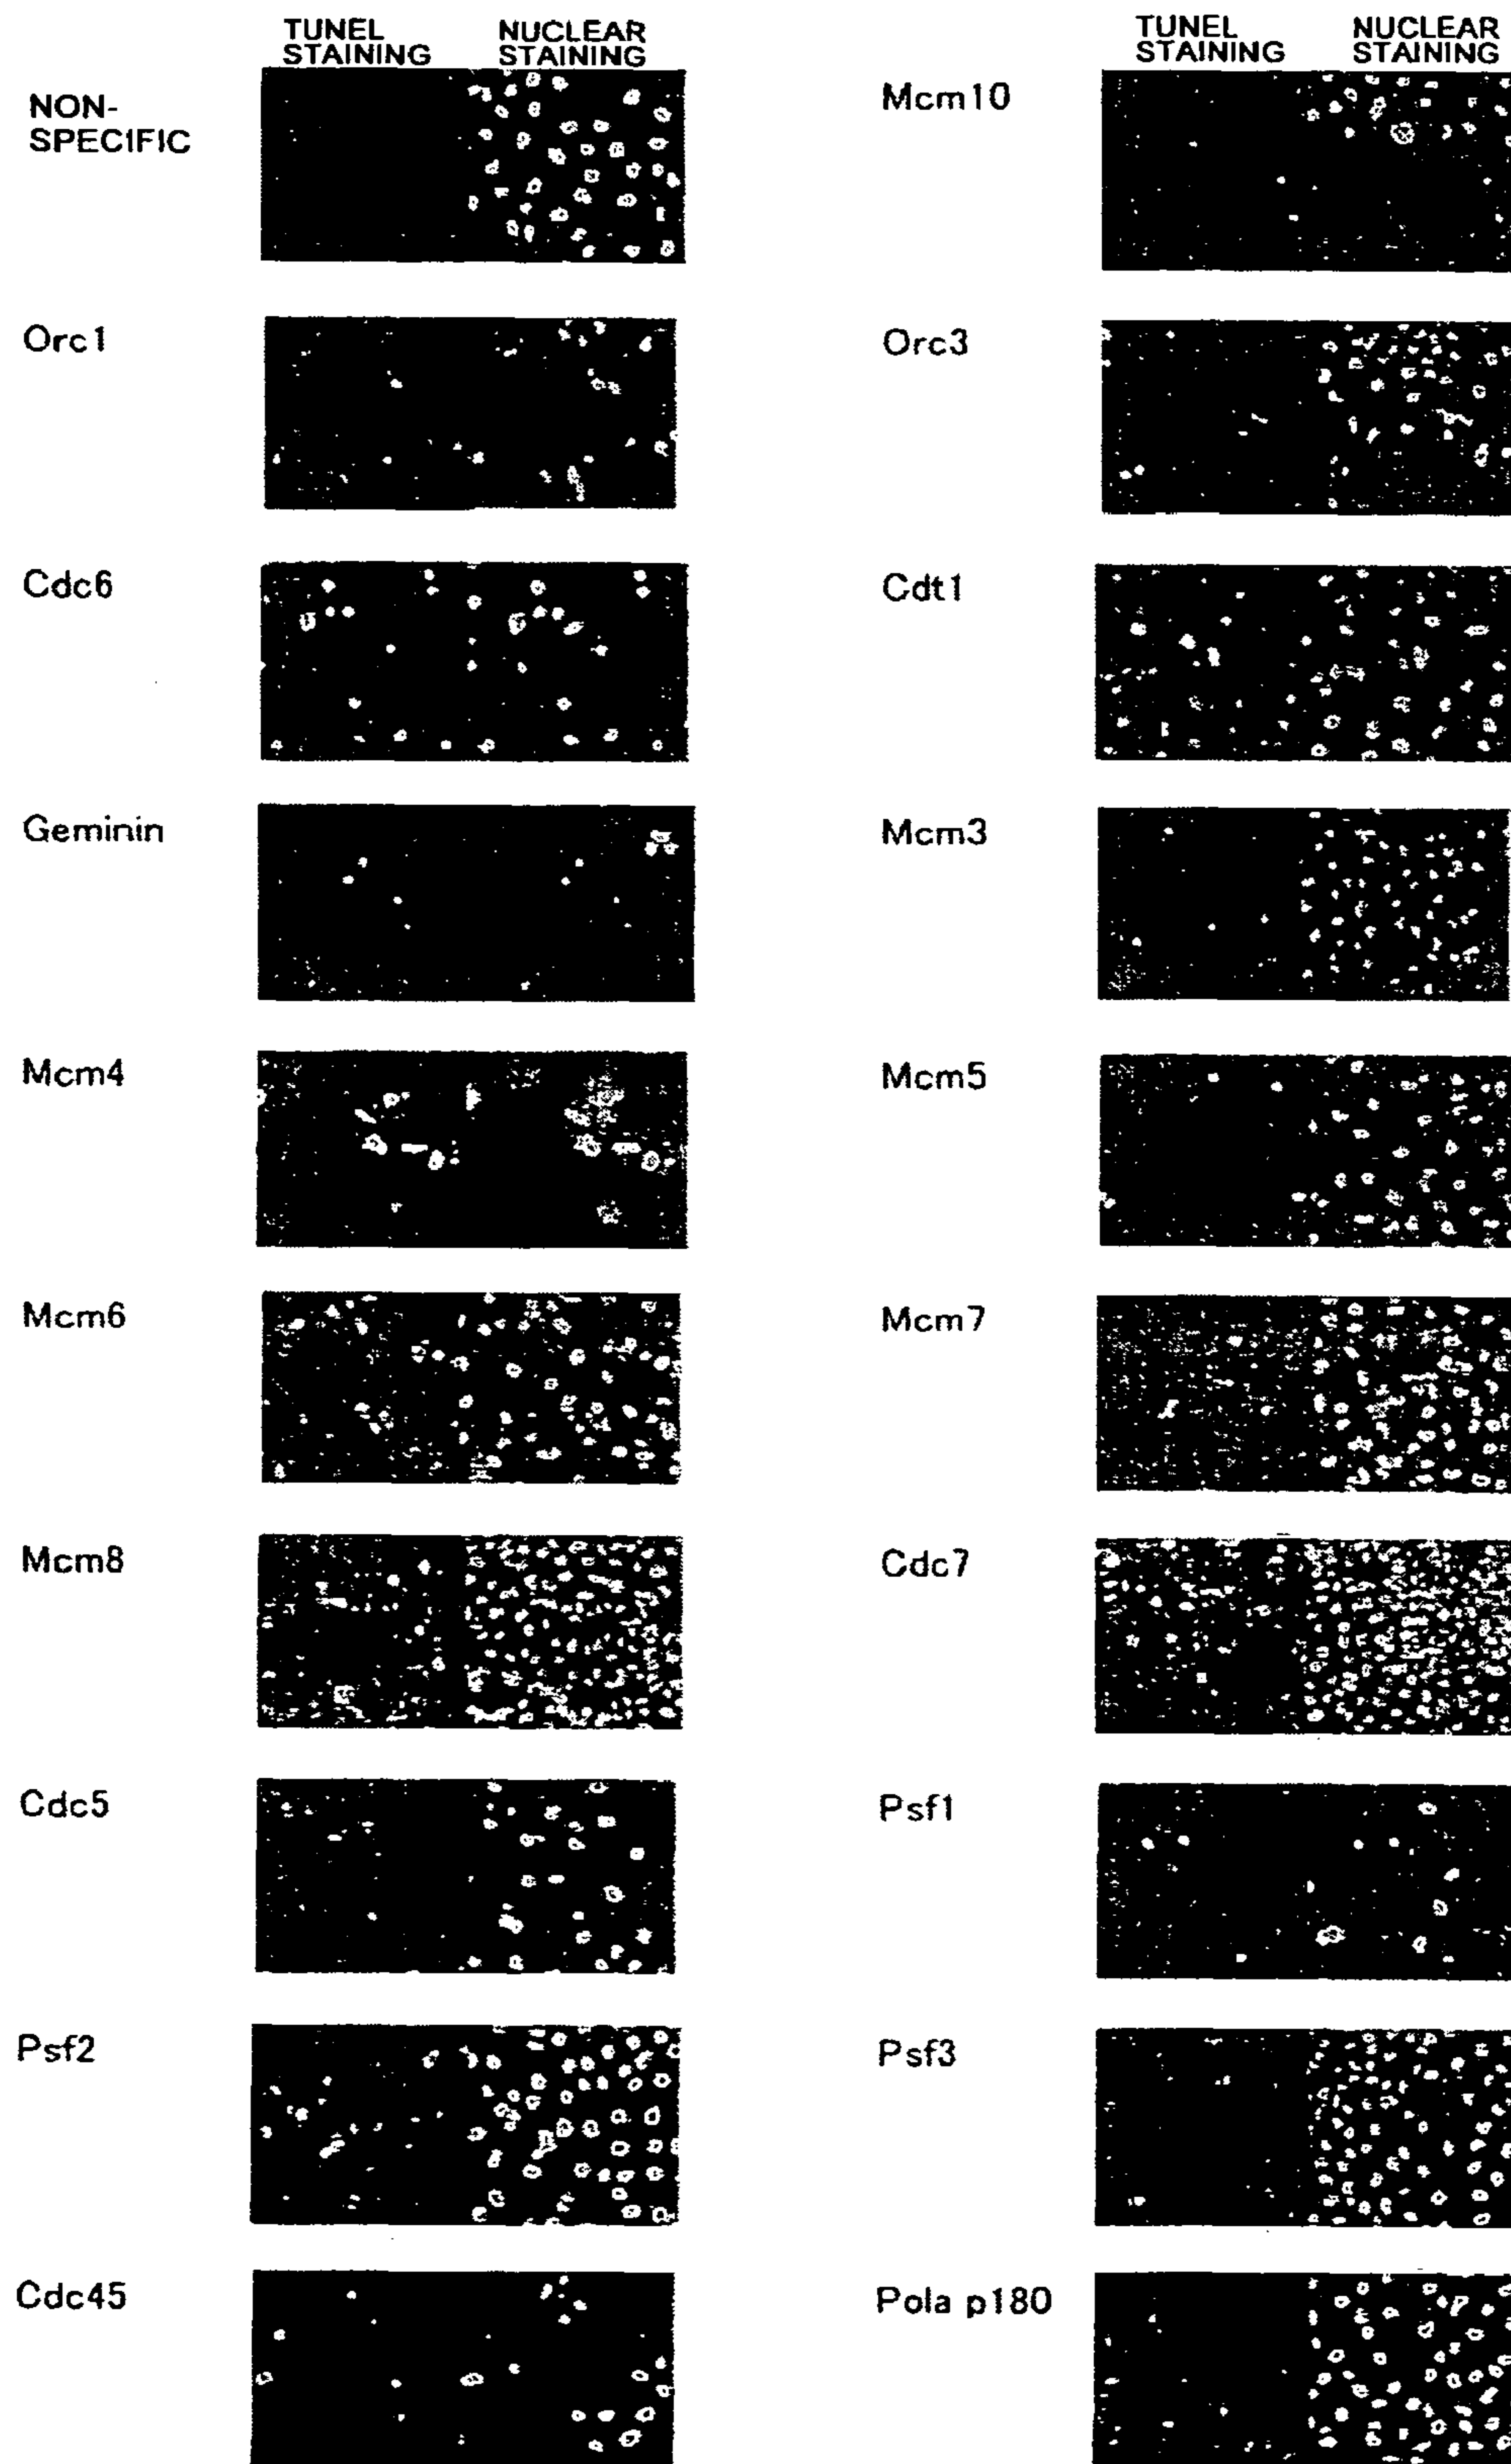 TUNEL STAINING NUCLEAR STAINING TUNEL STAINING NUCLEAR STAINING
NON-
SPECIFIC
Mcm10
Orc1
Orc3
Cdc6
Cdt1
Geminin
Mcm3
Mcm4
Mcm5
Mcm6
Mcm7
Mcm8
Cdc7
Cdc5
Psf1
Psf2
Psf3
Cdc45
Pola p180